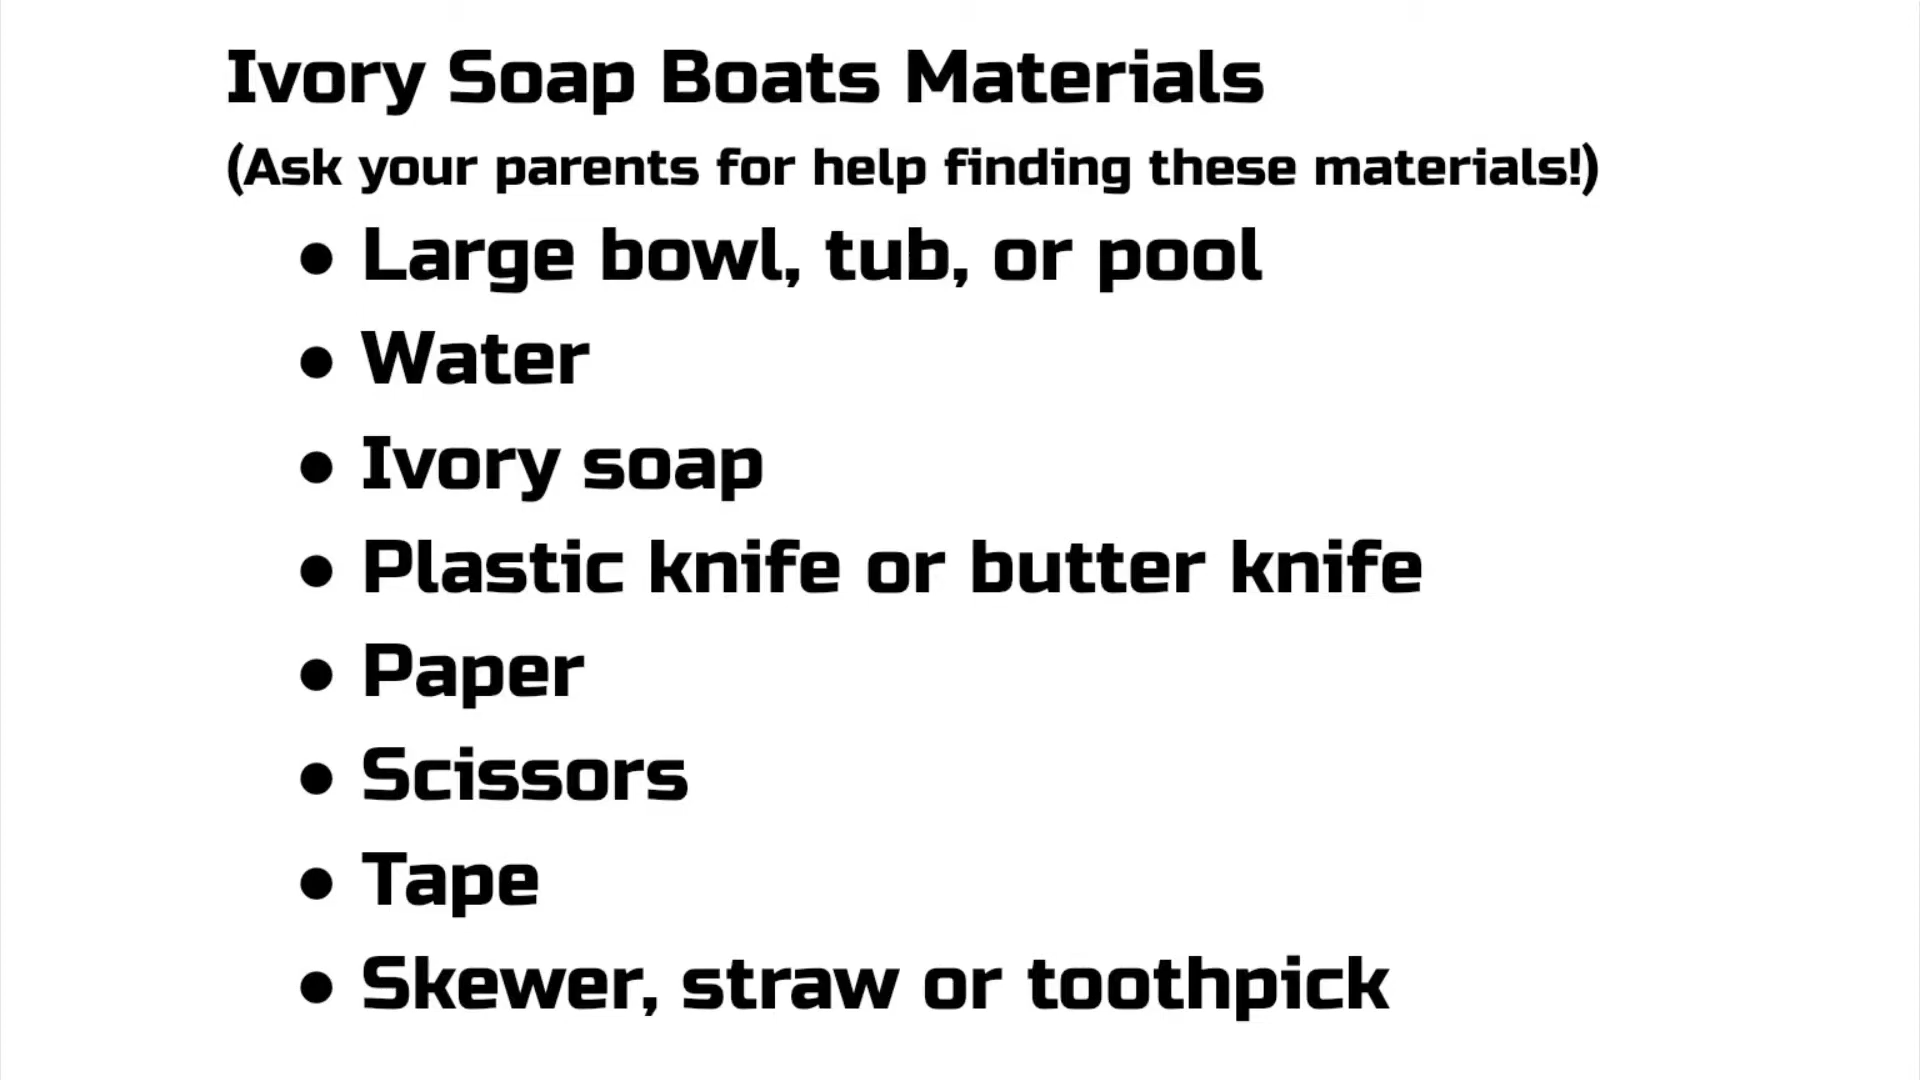 Ivory Soap Boats Materials
(Ask your parents for help finding these materials!)
● Large bowl, tub, or pool
● Water
● Ivory soap
● Plastic knife or butter knife
● Paper
● Scissors
● Tape
● Skewer, straw or toothpick